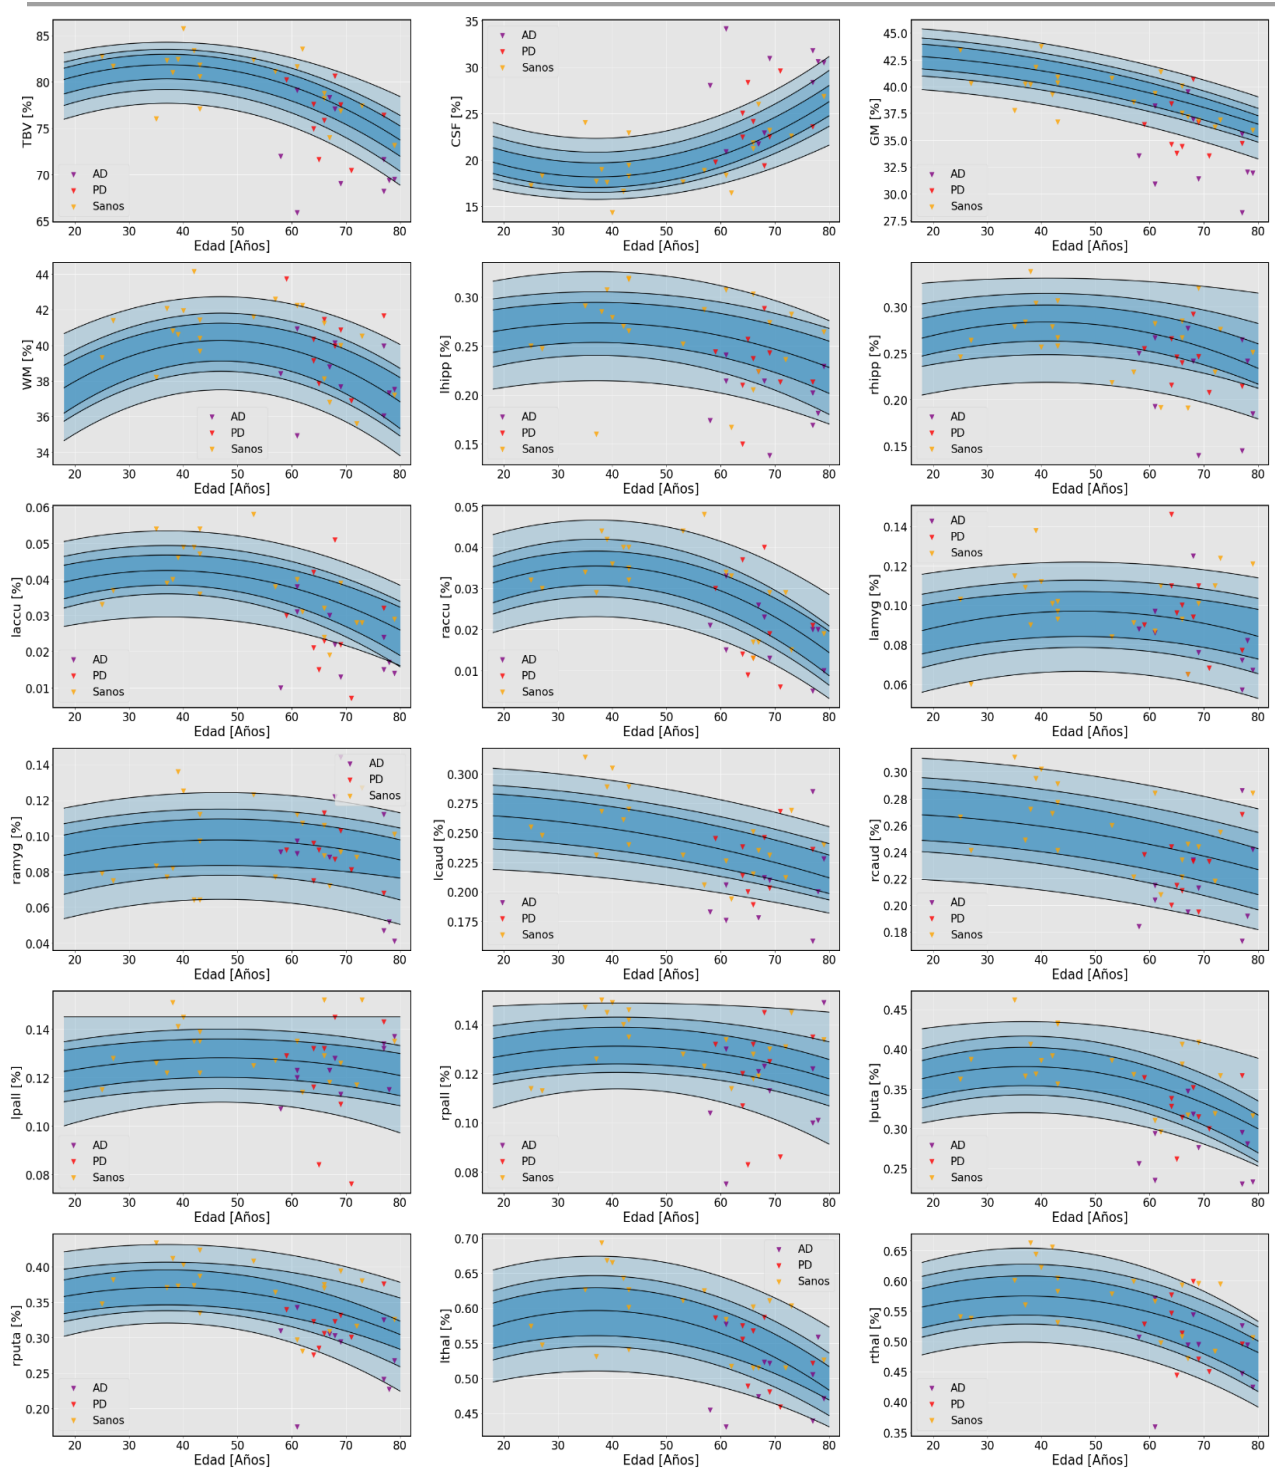 TBV [%]
85
80
75
70
65
AD
PD
Sanos
20 30 40 50 60 70 80
Edad [Años]
CSF [%]
35
30
25
20
15
AD
PD
Sanos
20 30 40 50 60 70 80
Edad [Años]
GM [%]
45.0
42.5
40.0
37.5
35.0
32.5
30.0
27.5
AD
PD
Sanos
20 30 40 50 60 70 80
Edad [Años]
WM [%]
44
42
40
38
36
34
AD
PD
Sanos
20 30 40 50 60 70 80
Edad [Años]
lhipp [%]
0.30
0.25
0.20
0.15
AD
PD
Sanos
20 30 40 50 60 70 80
Edad [Años]
rhipp [%]
0.30
0.25
0.20
0.15
AD
PD
Sanos
20 30 40 50 60 70 80
Edad [Años]
laccu [%]
0.06
0.05
0.04
0.03
0.02
0.01
AD
PD
Sanos
20 30 40 50 60 70 80
Edad [Años]
raccu [%]
0.05
0.04
0.03
0.02
0.01
AD
PD
Sanos
20 30 40 50 60 70 80
Edad [Años]
lamyg [%]
0.14
0.12
0.10
0.08
0.06
AD
PD
Sanos
20 30 40 50 60 70 80
Edad [Años]
ramyg [%]
0.14
0.12
0.10
0.08
0.06
0.04
AD
PD
Sanos
20 30 40 50 60 70 80
Edad [Años]
lcaud [%]
0.300
0.275
0.250
0.225
0.200
0.175
AD
PD
Sanos
20 30 40 50 60 70 80
Edad [Años]
rcaud [%]
0.30
0.28
0.26
0.24
0.22
0.20
0.18
AD
PD
Sanos
20 30 40 50 60 70 80
Edad [Años]
lpall [%]
0.14
0.12
0.10
0.08
AD
PD
Sanos
20 30 40 50 60 70 80
Edad [Años]
rpall [%]
0.14
0.12
0.10
0.08
AD
PD
Sanos
20 30 40 50 60 70 80
Edad [Años]
lputa [%]
0.45
0.40
0.35
0.30
0.25
AD
PD
Sanos
20 30 40 50 60 70 80
Edad [Años]
rputa [%]
0.40
0.35
0.30
0.25
0.20
AD
PD
Sanos
20 30 40 50 60 70 80
Edad [Años]
lthal [%]
0.70
0.65
0.60
0.55
0.50
0.45
AD
PD
Sanos
20 30 40 50 60 70 80
Edad [Años]
rthal [%]
0.65
0.60
0.55
0.50
0.45
0.40
0.35
AD
PD
Sanos
20 30 40 50 60 70 80
Edad [Años]